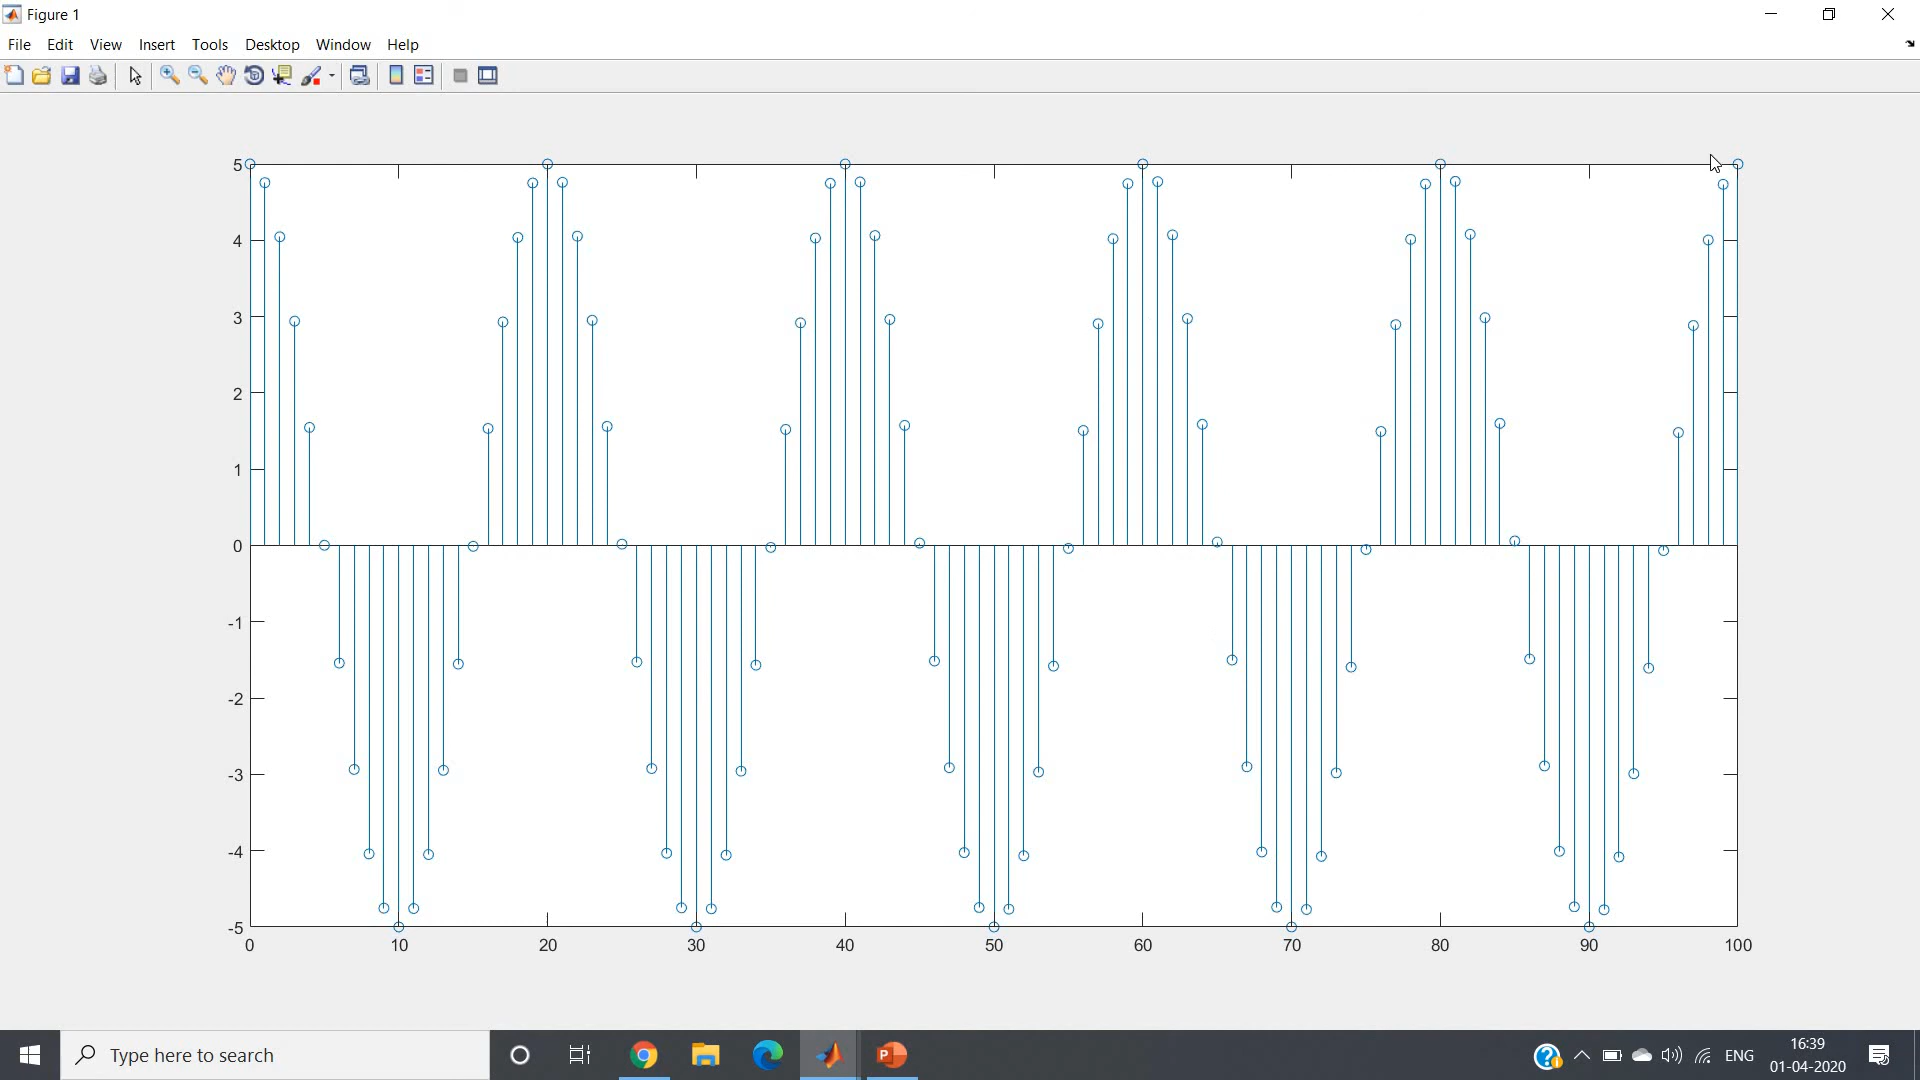 Figure 1
File Edit View Insert Tools Desktop Window Help
5
4
3
2
1
0
-1
-2
-3
-4
-5
0 10 20 30 40 50 60 70 80 90 100
Type here to search
ENG
16:39
01-04-2020